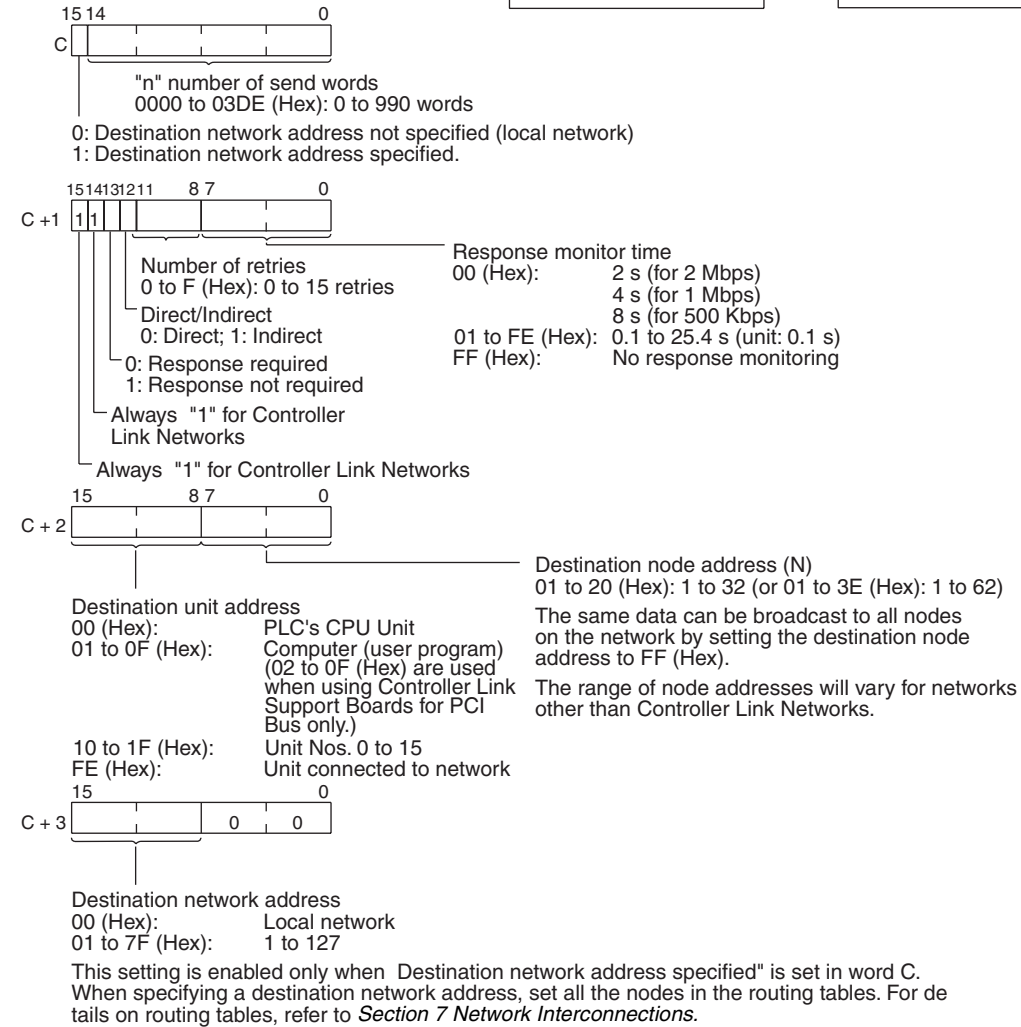 15 14 0
C
"n" number of send words
0000 to 03DE (Hex): 0 to 990 words
0: Destination network address not specified (local network)
1: Destination network address specified.
15 14 13 12 11 8 7 0
C +1 1 1
Response monitor time
00 (Hex): 2 s (for 2 Mbps)
4 s (for 1 Mbps)
8 s (for 500 Kbps)
01 to FE (Hex): 0.1 to 25.4 s (unit: 0.1 s)
FF (Hex): No response monitoring
Number of retries
0 to F (Hex): 0 to 15 retries
Direct/Indirect
0: Direct; 1: Indirect
0: Response required
1: Response not required
Always "1" for Controller
Link Networks
Always "1" for Controller Link Networks
15 8 7 0
C + 2
Destination node address (N)
01 to 20 (Hex): 1 to 32 (or 01 to 3E (Hex): 1 to 62)
The same data can be broadcast to all nodes
on the network by setting the destination node
address to FF (Hex).
The range of node addresses will vary for networks
other than Controller Link Networks.
Destination unit address
00 (Hex): PLC's CPU Unit
01 to 0F (Hex): Computer (user program)
(02 to 0F (Hex) are used
when using Controller Link
Support Boards for PCI
Bus only.)
10 to 1F (Hex): Unit Nos. 0 to 15
FE (Hex): Unit connected to network
15 0
C + 3 0 0
Destination network address
00 (Hex): Local network
01 to 7F (Hex): 1 to 127
This setting is enabled only when Destination network address specified" is set in word C.
When specifying a destination network address, set all the nodes in the routing tables. For de
tails on routing tables, refer to Section 7 Network Interconnections.